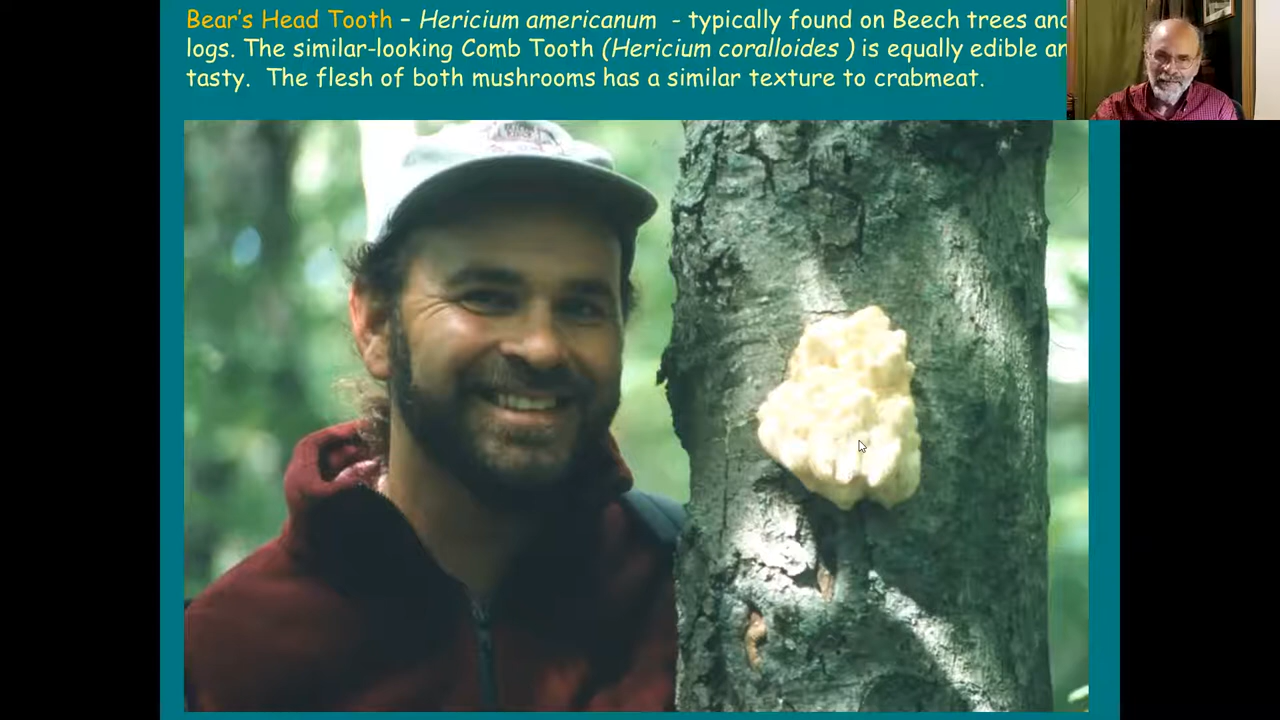 Bear's Head Tooth – Hericium americanum - typically found on Beech trees and
logs. The similar-looking Comb Tooth (Hericium coralloides ) is equally edible an
tasty. The flesh of both mushrooms has a similar texture to crabmeat.